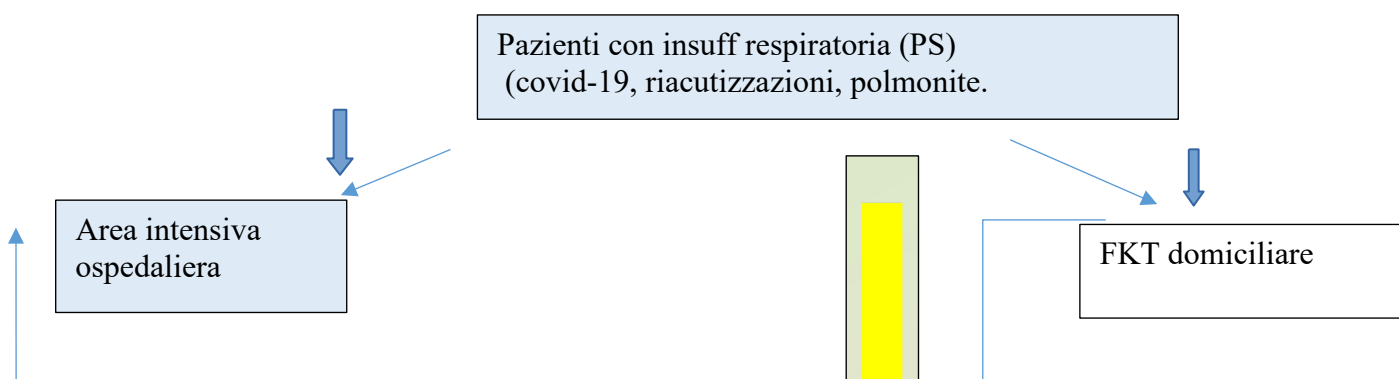 Pazienti con insuff respiratoria (PS)
(covid-19, riacutizzazioni, polmonite.
Area intensiva
ospedaliera
FKT domiciliare